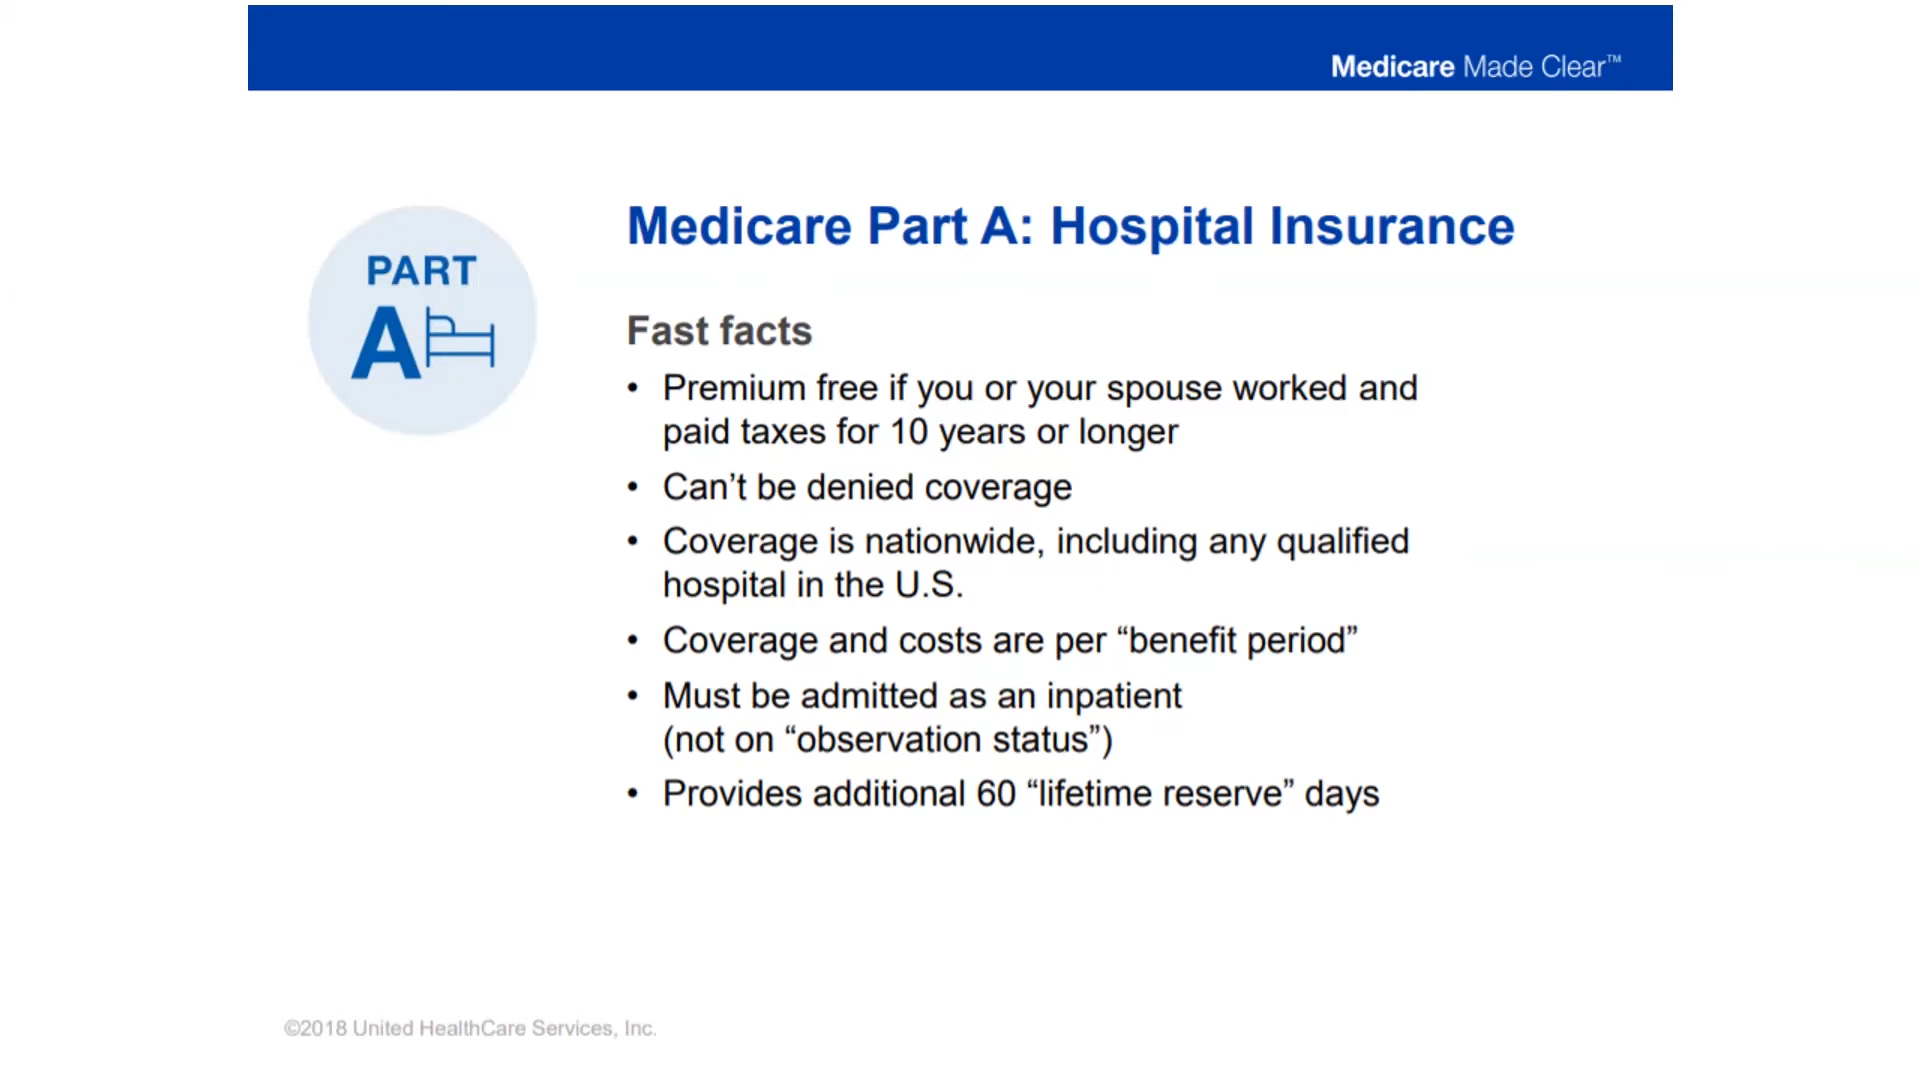 Medicare Made Clear™
PART
A
Medicare Part A: Hospital Insurance
Fast facts
• Premium free if you or your spouse worked and
paid taxes for 10 years or longer
• Can’t be denied coverage
• Coverage is nationwide, including any qualified
hospital in the U.S.
• Coverage and costs are per “benefit period”
• Must be admitted as an inpatient
(not on “observation status”)
• Provides additional 60 “lifetime reserve” days
©2018 United HealthCare Services, Inc.